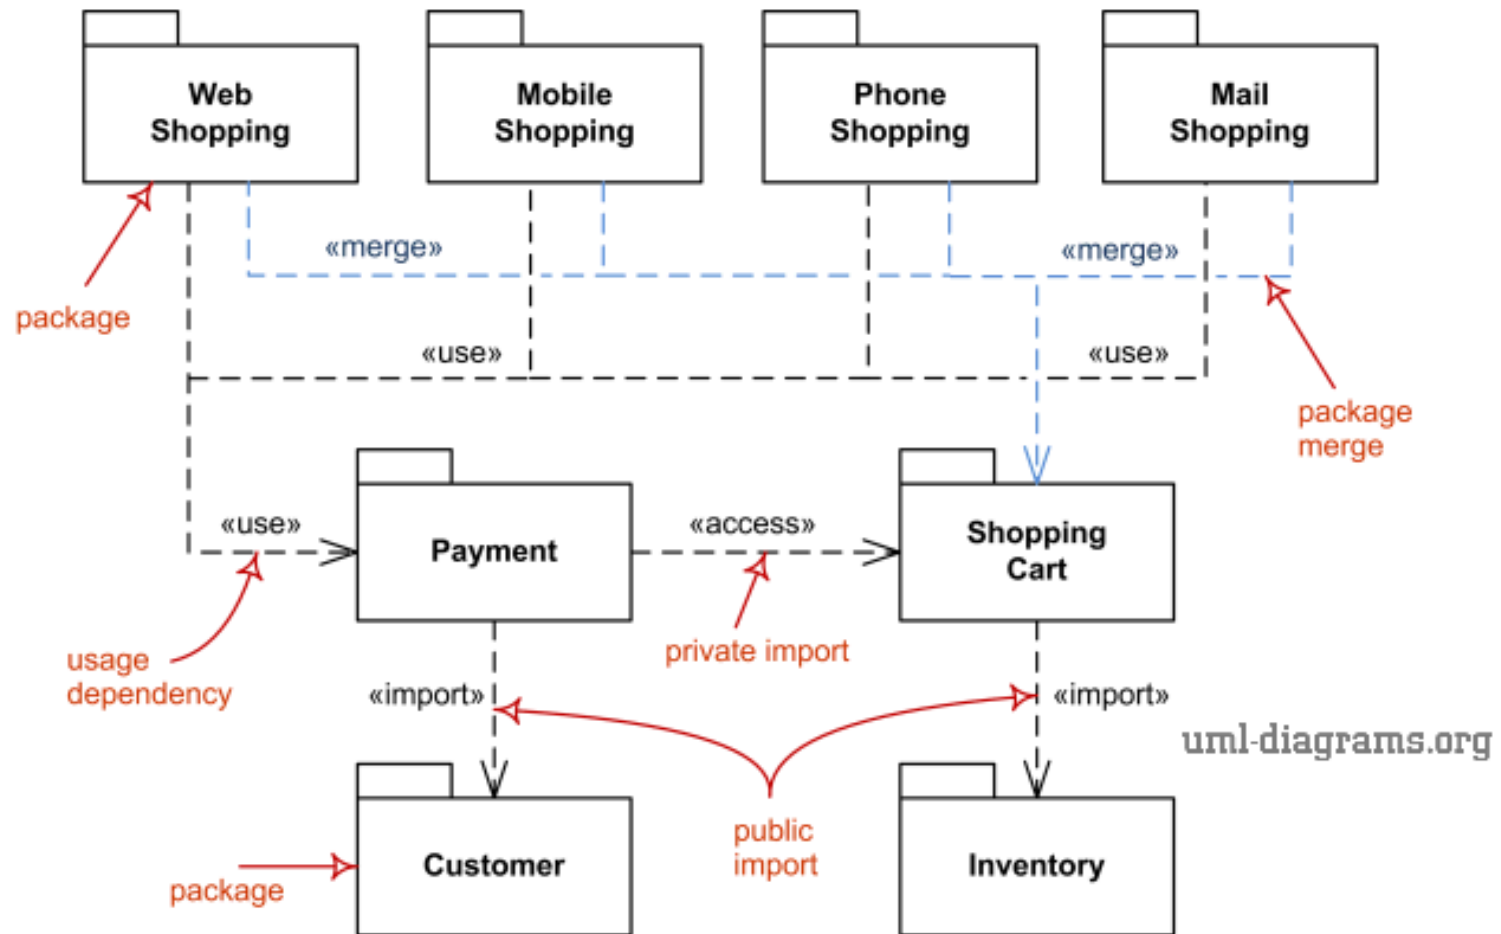 Web
Shopping
Mobile
Shopping
Phone
Shopping
Mail
Shopping
«merge»
«merge»
package
«use»
«use»
package
merge
«use»
Payment
«access»
Shopping
Cart
usage
dependency
private import
«import»
«import»
uml-diagrams.org
public
import
Customer
Inventory
package